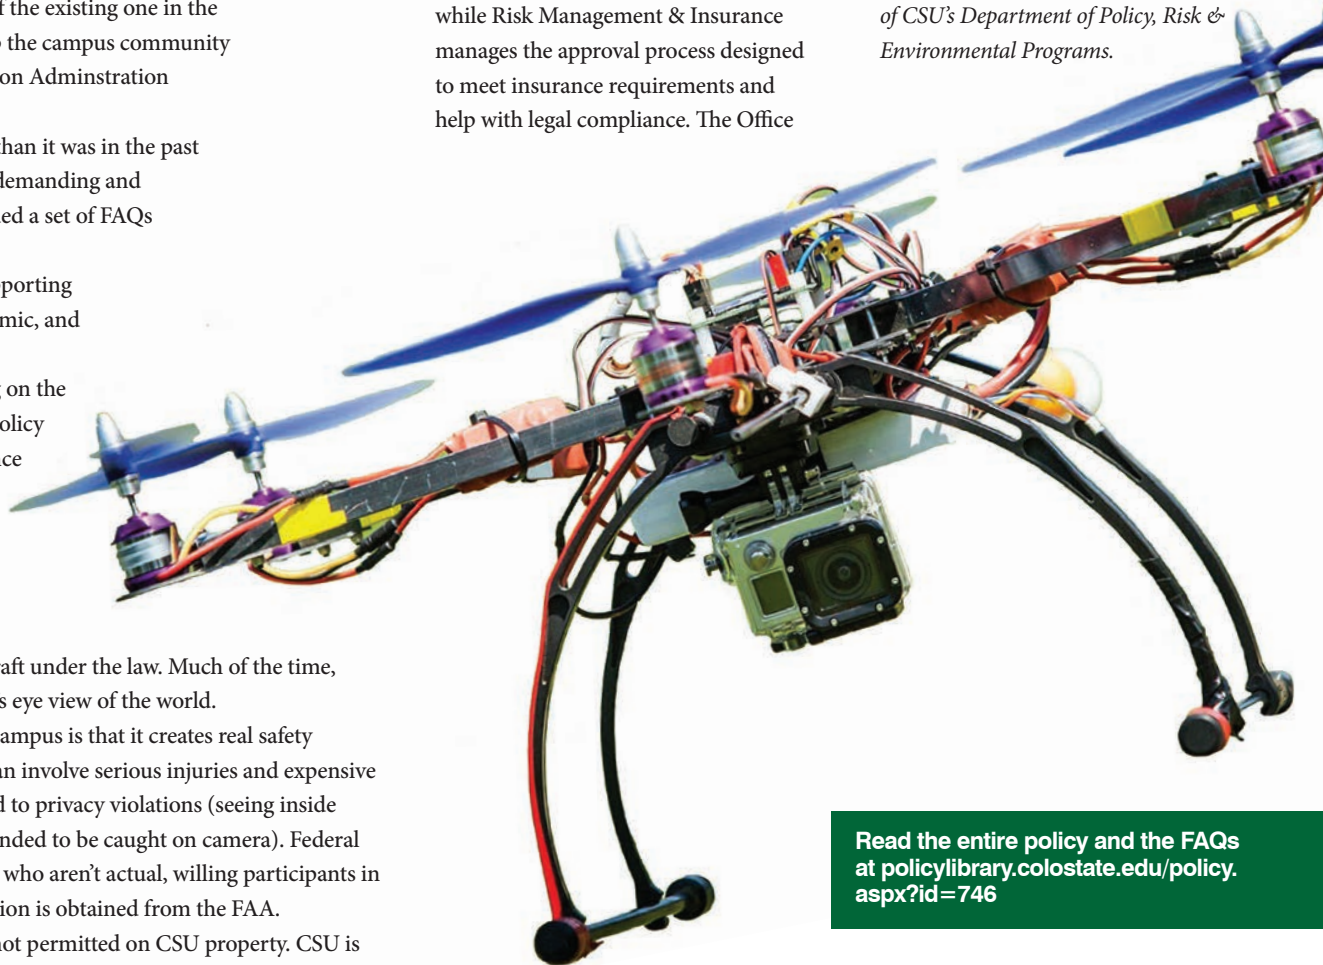 f the existing one in the
the campus community
on Adminstration
than it was in the past
demanding and
ed a set of FAQs
porting
mic, and
on the
olicy
nce
raft under the law. Much of the time,
s eye view of the world.
ampus is that it creates real safety
an involve serious injuries and expensive
d to privacy violations (seeing inside
nded to be caught on camera). Federal
who aren't actual, willing participants in
ion is obtained from the FAA.
not permitted on CSU property. CSU is
while Risk Management & Insurance
manages the approval process designed
to meet insurance requirements and
help with legal compliance. The Office
of CSU's Department of Policy, Risk &
Environmental Programs.
Read the entire policy and the FAQs
at policylibrary.colostate.edu/policy.
aspx?id=746